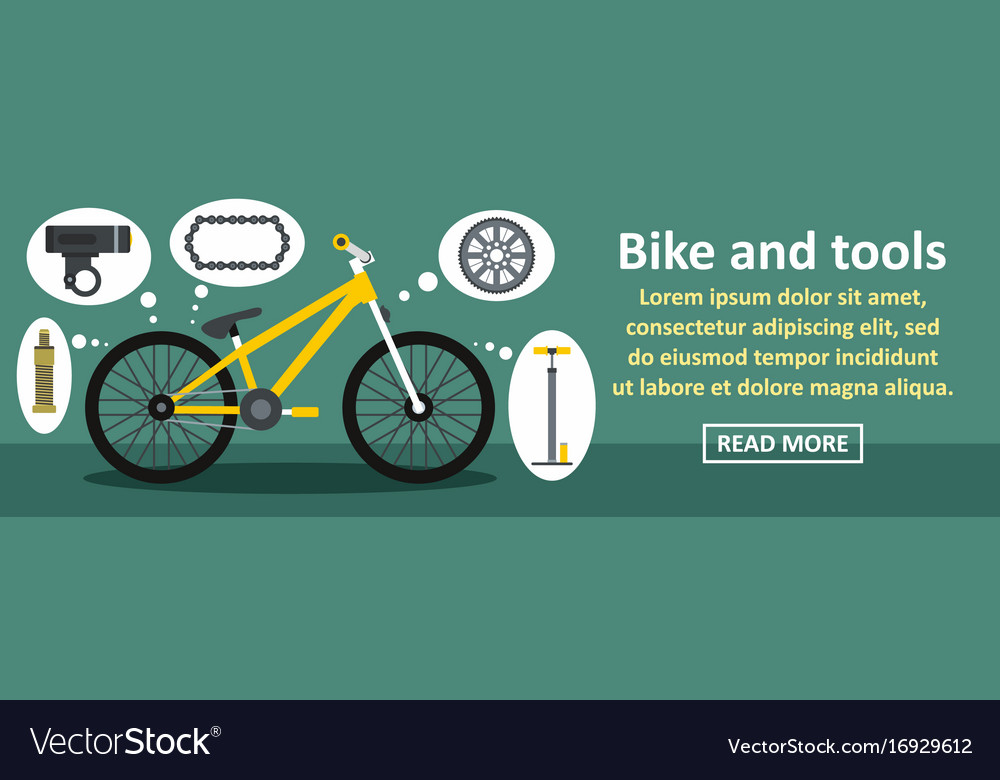 Bike and tools
Lorem ipsum dolor sit amet,
consectetur adipiscing elit, sed
do eiusmod tempor incididunt
ut labore et dolore magna aliqua.
READ MORE
VectorStock®
VectorStock.com/16929612